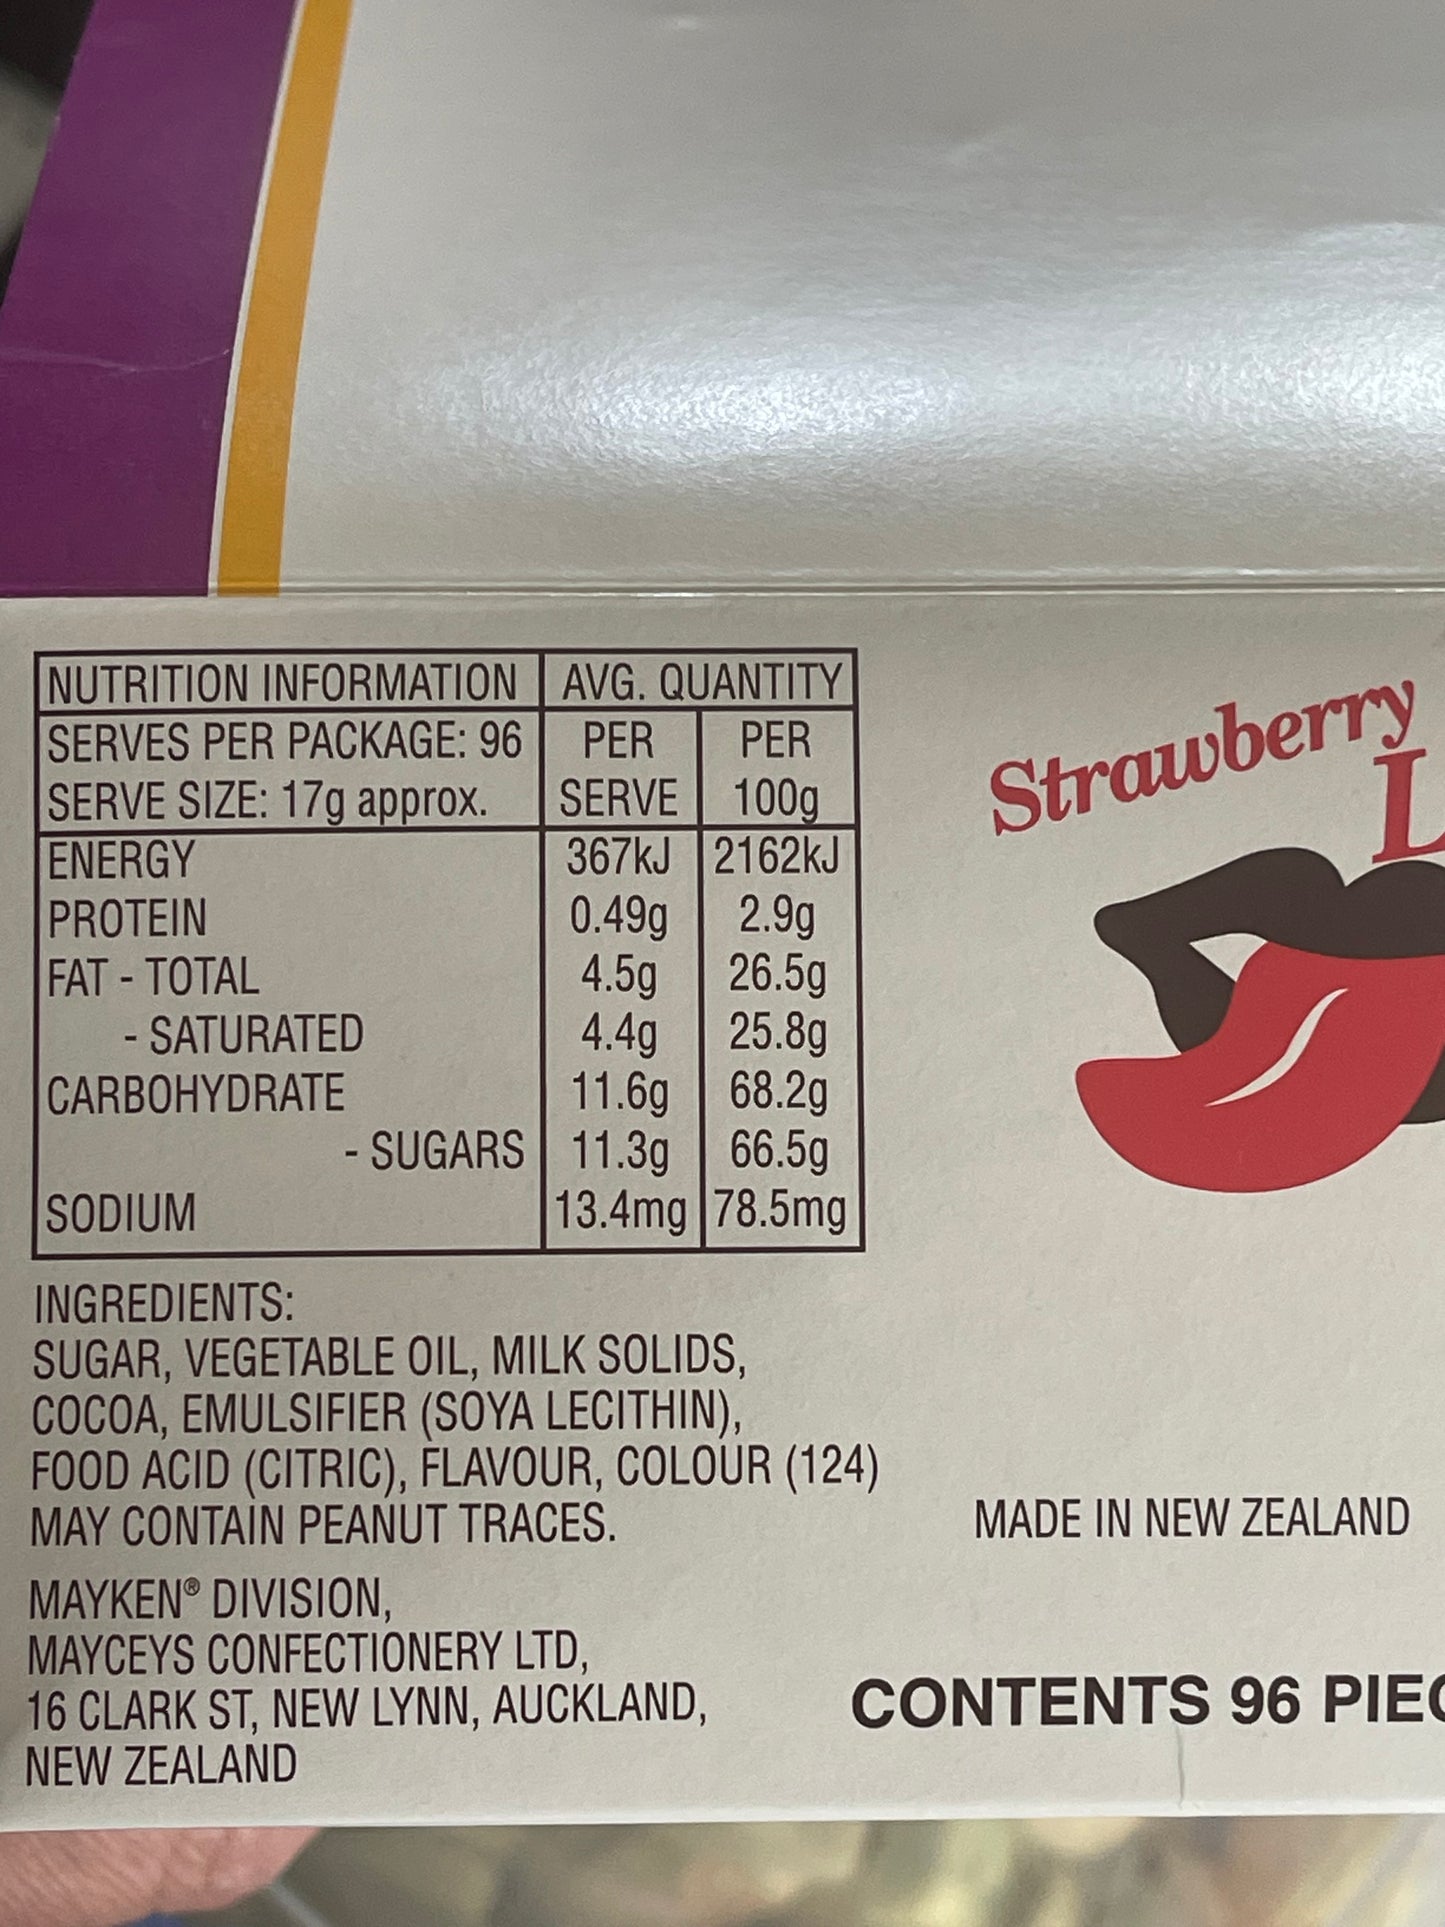 NUTRITION INFORMATION AVG. QUANTITY
SERVES PER PACKAGE: 96 PER PER
SERVE SIZE: 17g approx. SERVE 100g
ENERGY 367kJ 2162kJ
PROTEIN 0.49g 2.9g
FAT - TOTAL 4.5g 26.5g
- SATURATED 4.4g 25.8g
CARBOHYDRATE 11.6g 68.2g
- SUGARS 11.3g 66.5g
SODIUM 13.4mg 78.5mg
INGREDIENTS:
SUGAR, VEGETABLE OIL, MILK SOLIDS,
COCOA, EMULSIFIER (SOYA LECITHIN),
FOOD ACID (CITRIC), FLAVOUR, COLOUR (124)
MAY CONTAIN PEANUT TRACES.
MAYKEN® DIVISION,
MAYCEYS CONFECTIONERY LTD,
16 CLARK ST, NEW LYNN, AUCKLAND,
NEW ZEALAND
Strawberry
MADE IN NEW ZEALAND
CONTENTS 96